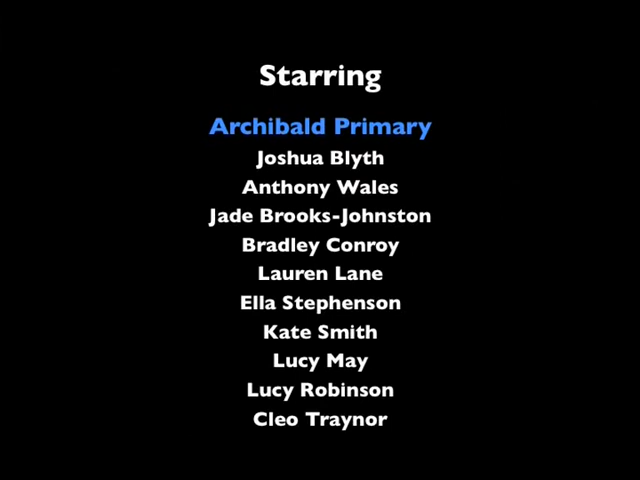 Starring
Archibald Primary
Joshua Blyth
Anthony Wales
Jade Brooks-Johnston
Bradley Conroy
Lauren Lane
Ella Stephenson
Kate Smith
Lucy May
Lucy Robinson
Cleo Traynor